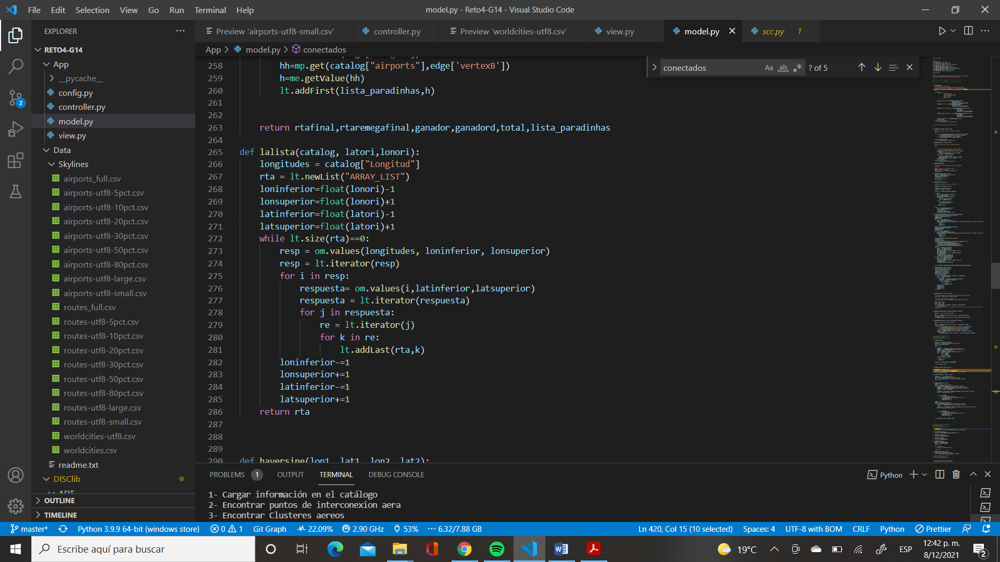 File Edit Selection View Go Run Terminal Help
model.py - Reto4-G14 - Visual Studio Code
EXPLORER
Preview 'airports-utf8-small.csv'
controller.py
Preview 'worldcities-utf8.csv'
view.py
model.py
scc.py 1
RETO4-G14
App
__pycache__
config.py
controller.py
model.py
view.py
Data
Skylines
airports_full.csv
airports-utf8-5pct.csv
airports-utf8-10pct.csv
airports-utf8-20pct.csv
airports-utf8-30pct.csv
airports-utf8-50pct.csv
airports-utf8-80pct.csv
airports-utf8-large.csv
airports-utf8-small.csv
routes_full.csv
routes-utf8-5pct.csv
routes-utf8-10pct.csv
routes-utf8-20pct.csv
routes-utf8-30pct.csv
routes-utf8-50pct.csv
routes-utf8-80pct.csv
routes-utf8-large.csv
routes-utf8-small.csv
worldcities-utf8.csv
worldcities.csv
readme.txt
DISClib
ADT
OUTLINE
TIMELINE
2
App > model.py > conectados
conectados Aa ab ? of 5
258 hh=mp.get(catalog["airports"],edge['vertexB'])
259 h=me.getValue(hh)
260 lt.addFirst(lista_paradinhas,h)
261
262
263 return rtafinal,rtaremegafinal,ganador,ganadord,total,lista_paradinhas
264
265 def lalista(catalog, latori,lonori):
266 longitudes = catalog["Longitud"]
267 rta = lt.newList("ARRAY_LIST")
268 loninferior=float(lonori)-1
269 lonsuperior=float(lonori)+1
270 latinferior=float(latori)-1
271 latsuperior=float(latori)+1
272 while lt.size(rta)==0:
273 resp = om.values(longitudes, loninferior, lonsuperior)
274 resp = lt.iterator(resp)
275 for i in resp:
276 respuesta= om.values(i,latinferior,latsuperior)
277 respuesta = lt.iterator(respuesta)
278 for j in respuesta:
279 re = lt.iterator(j)
280 for k in re:
281 lt.addLast(rta,k)
282 loninferior-=1
283 lonsuperior+=1
284 latinferior-=1
285 latsuperior+=1
286 return rta
287
288
289
290 def haversine(lon1, lat1, lon2, lat2):
PROBLEMS 1 OUTPUT TERMINAL DEBUG CONSOLE
Python
1- Cargar información en el catálogo
2- Encontrar puntos de interconexion aera
3- Encontrar Clusteres aereos
master* Python 3.9.9 64-bit (windows store) 0 1 Git Graph 22.09% 2.90 GHz 53% 6.32/7.88 GB
Ln 420, Col 15 (10 selected) Spaces: 4 UTF-8 with BOM CRLF Python Prettier
Escribe aquí para buscar
19°C ESP
12:42 p. m.
8/12/2021
2